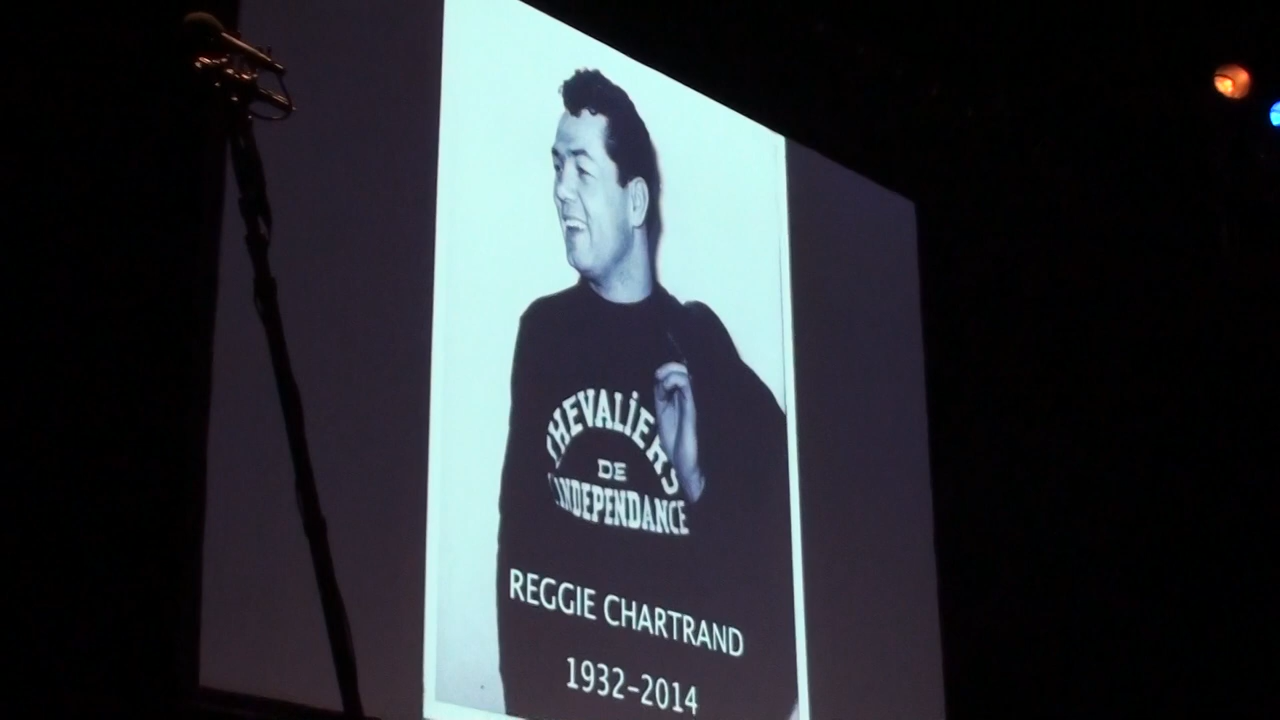 CHEVALiERS
DE
L'INDEPENDANCE
REGGIE CHARTRAND
1932-2014